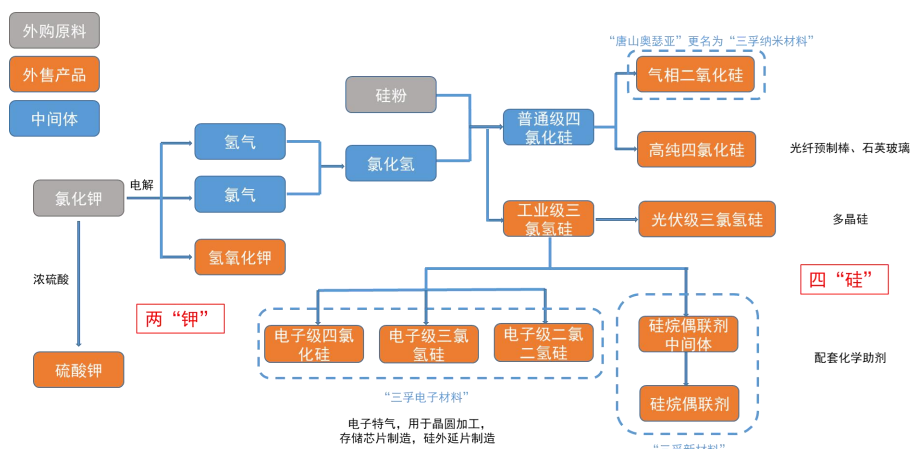 外购原料
外售产品
中间体
“唐山奥瑟亚”更名为“三孚纳米材料”
气相二氧化硅
硅粉
普通级四
氯化硅
高纯四氯化硅
光纤预制棒、石英玻璃
氢气
氯化氢
氯化钾
电解
氯气
工业级三
氯氢硅
光伏级三氯氢硅
多晶硅
氢氧化钾
浓硫酸
两“钾”
四“硅”
硫酸钾
电子级四氯
化硅
电子级三氯
氢硅
电子级二氯
二氢硅
硅烷偶联剂
中间体
配套化学助剂
硅烷偶联剂
“三孚电子材料”
电子特气，用于晶圆加工，
存储芯片制造，硅外延片制造
“三孚新材料”